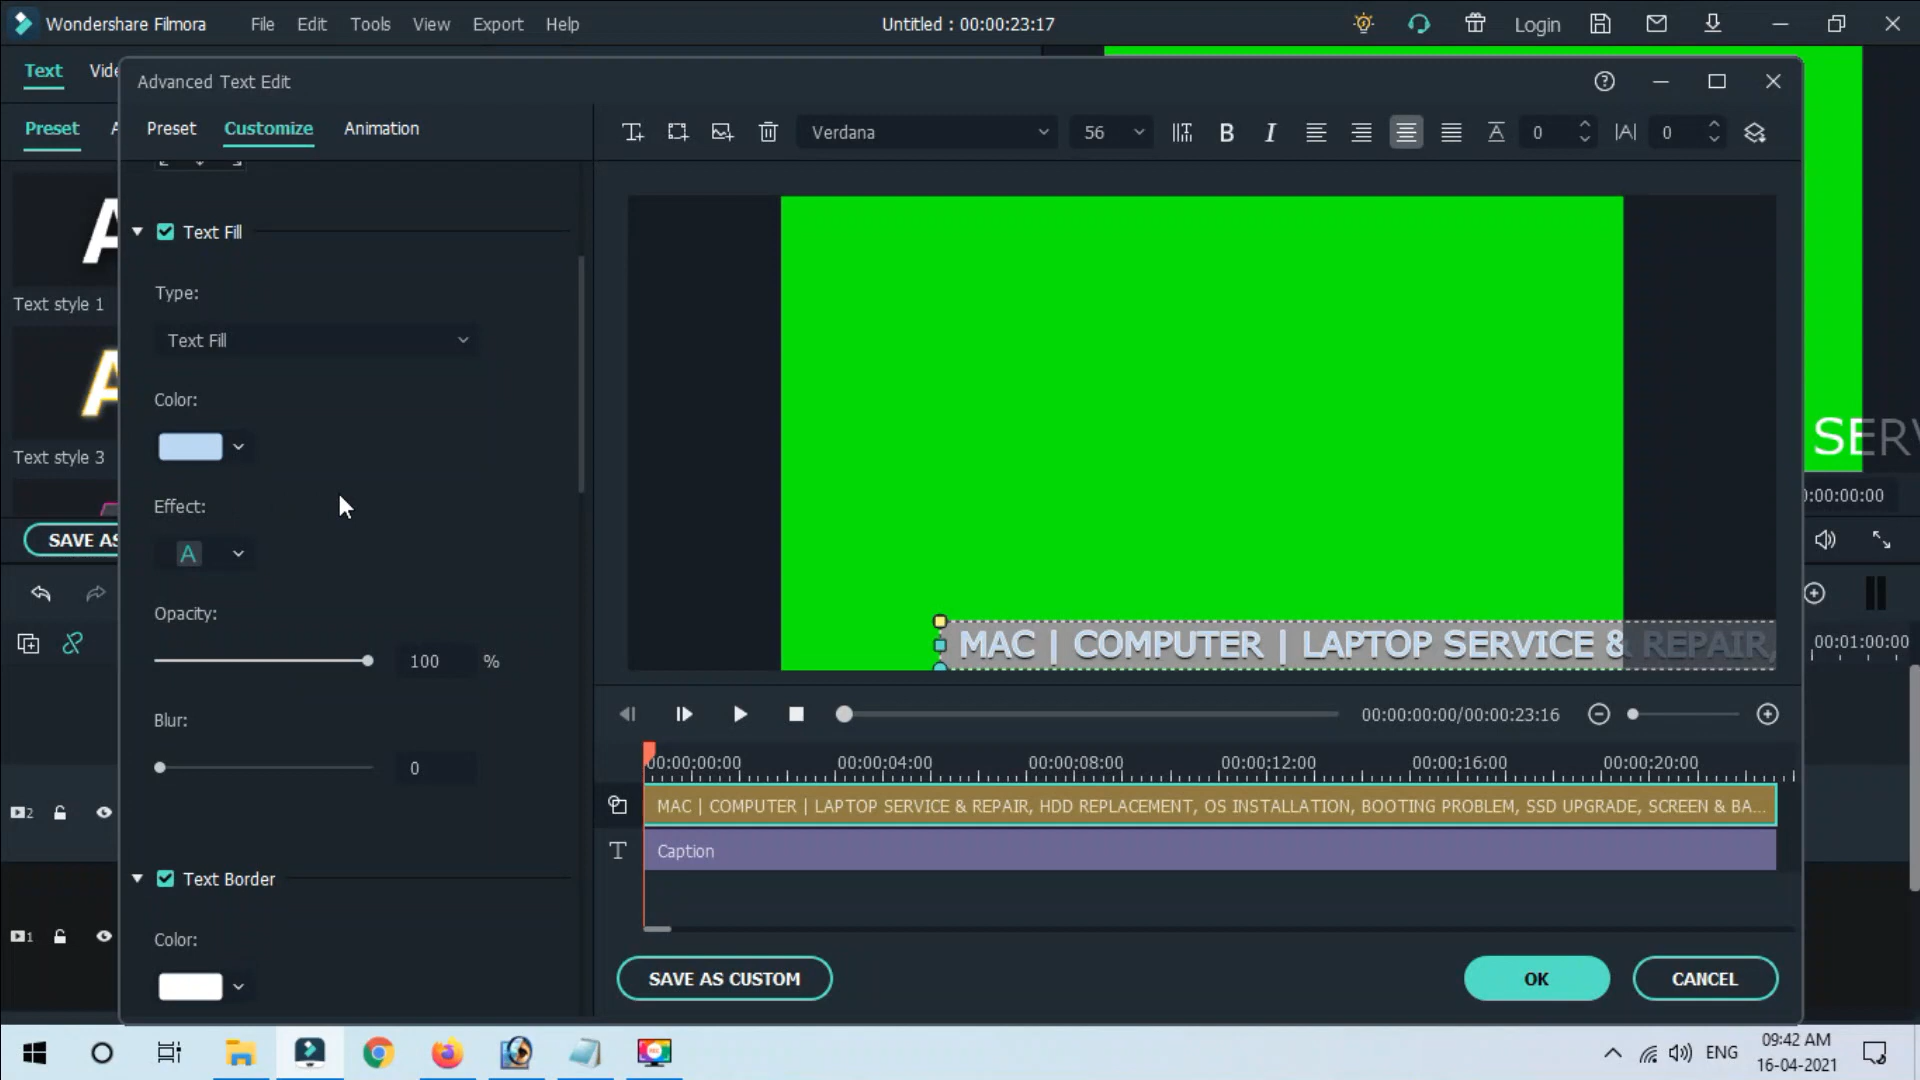 Wondershare Filmora
File Edit Tools View Export Help
Untitled : 00:00:23:17
Login
Text
Advanced Text Edit
Preset
Preset Customize Animation
Verdana
56
B I
0
0
Text style 1
Text Fill
Type:
Text Fill
Color:
Text style 3
Effect:
A
SAVE AS
Opacity:
100 %
Blur:
0
Text Border
Color:
MAC | COMPUTER | LAPTOP SERVICE & REPAIR,
00:00:00:00/00:00:23:16
00:00:00:00 00:00:04:00 00:00:08:00 00:00:12:00 00:00:16:00 00:00:20:00
MAC | COMPUTER | LAPTOP SERVICE & REPAIR, HDD REPLACEMENT, OS INSTALLATION, BOOTING PROBLEM, SSD UPGRADE, SCREEN & BA...
Caption
SAVE AS CUSTOM
OK
CANCEL
SERV
:00:00:00
00:01:00:00
2
1
ENG
09:42 AM
16-04-2021